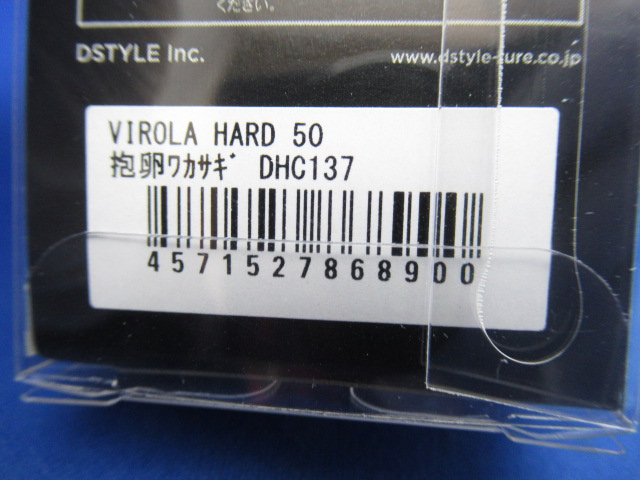 ください。
DSTYLE Inc.
www.dstyle-lure.co.jp
VIROLA HARD 50
抱卵ワカサギ DHC137
4571527868900